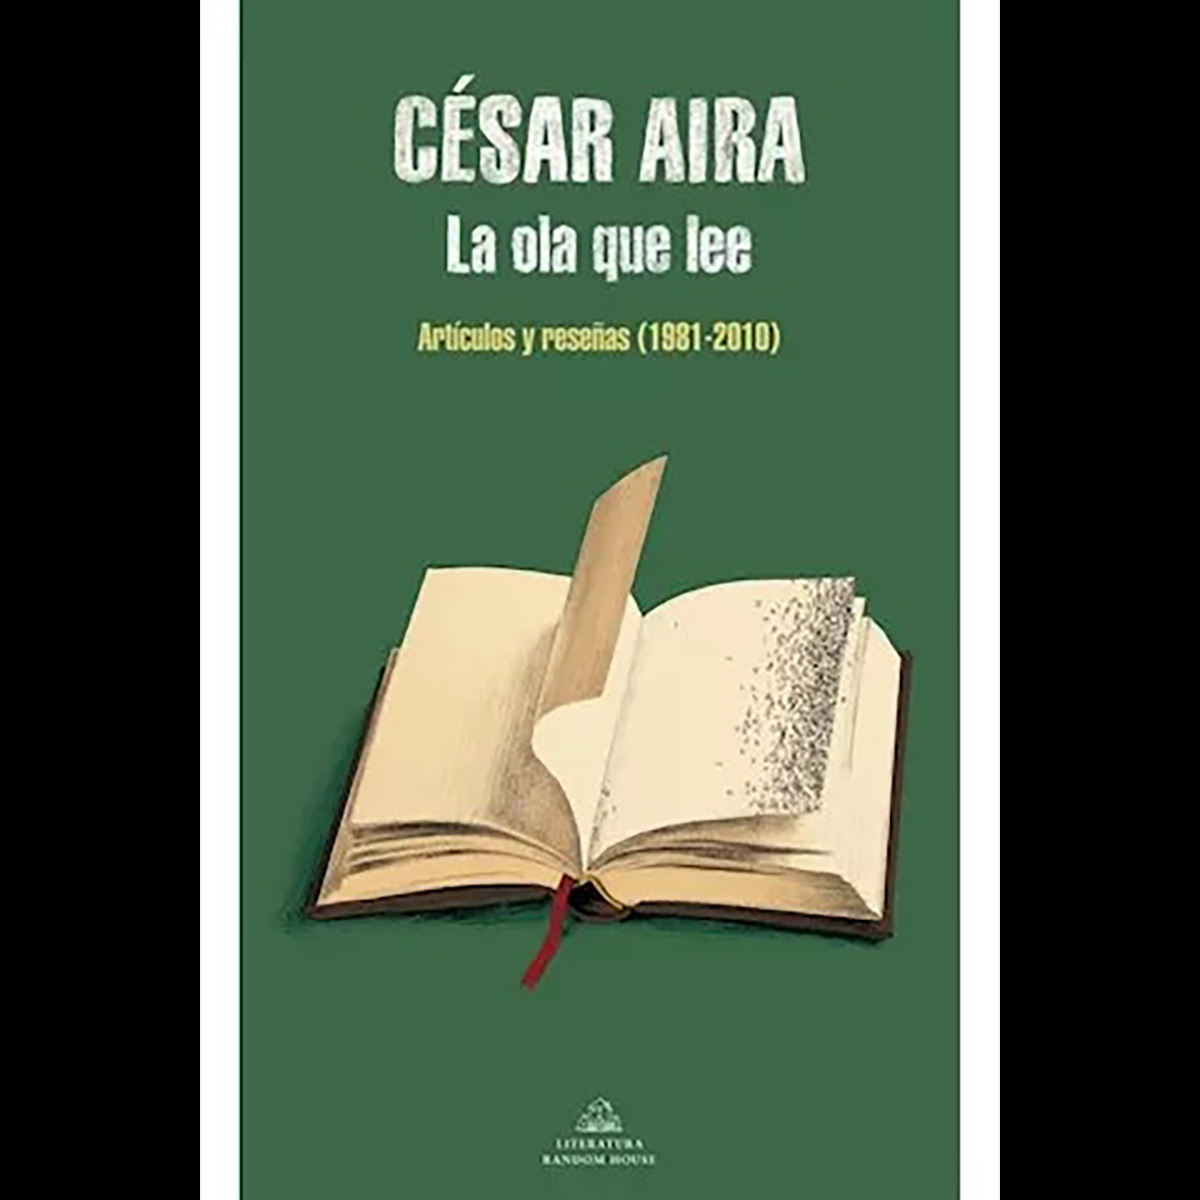 CÉSAR AIRA
La ola que lee
Artículos y reseñas (1981-2010)
LITERATURA
RANDOM HOUSE